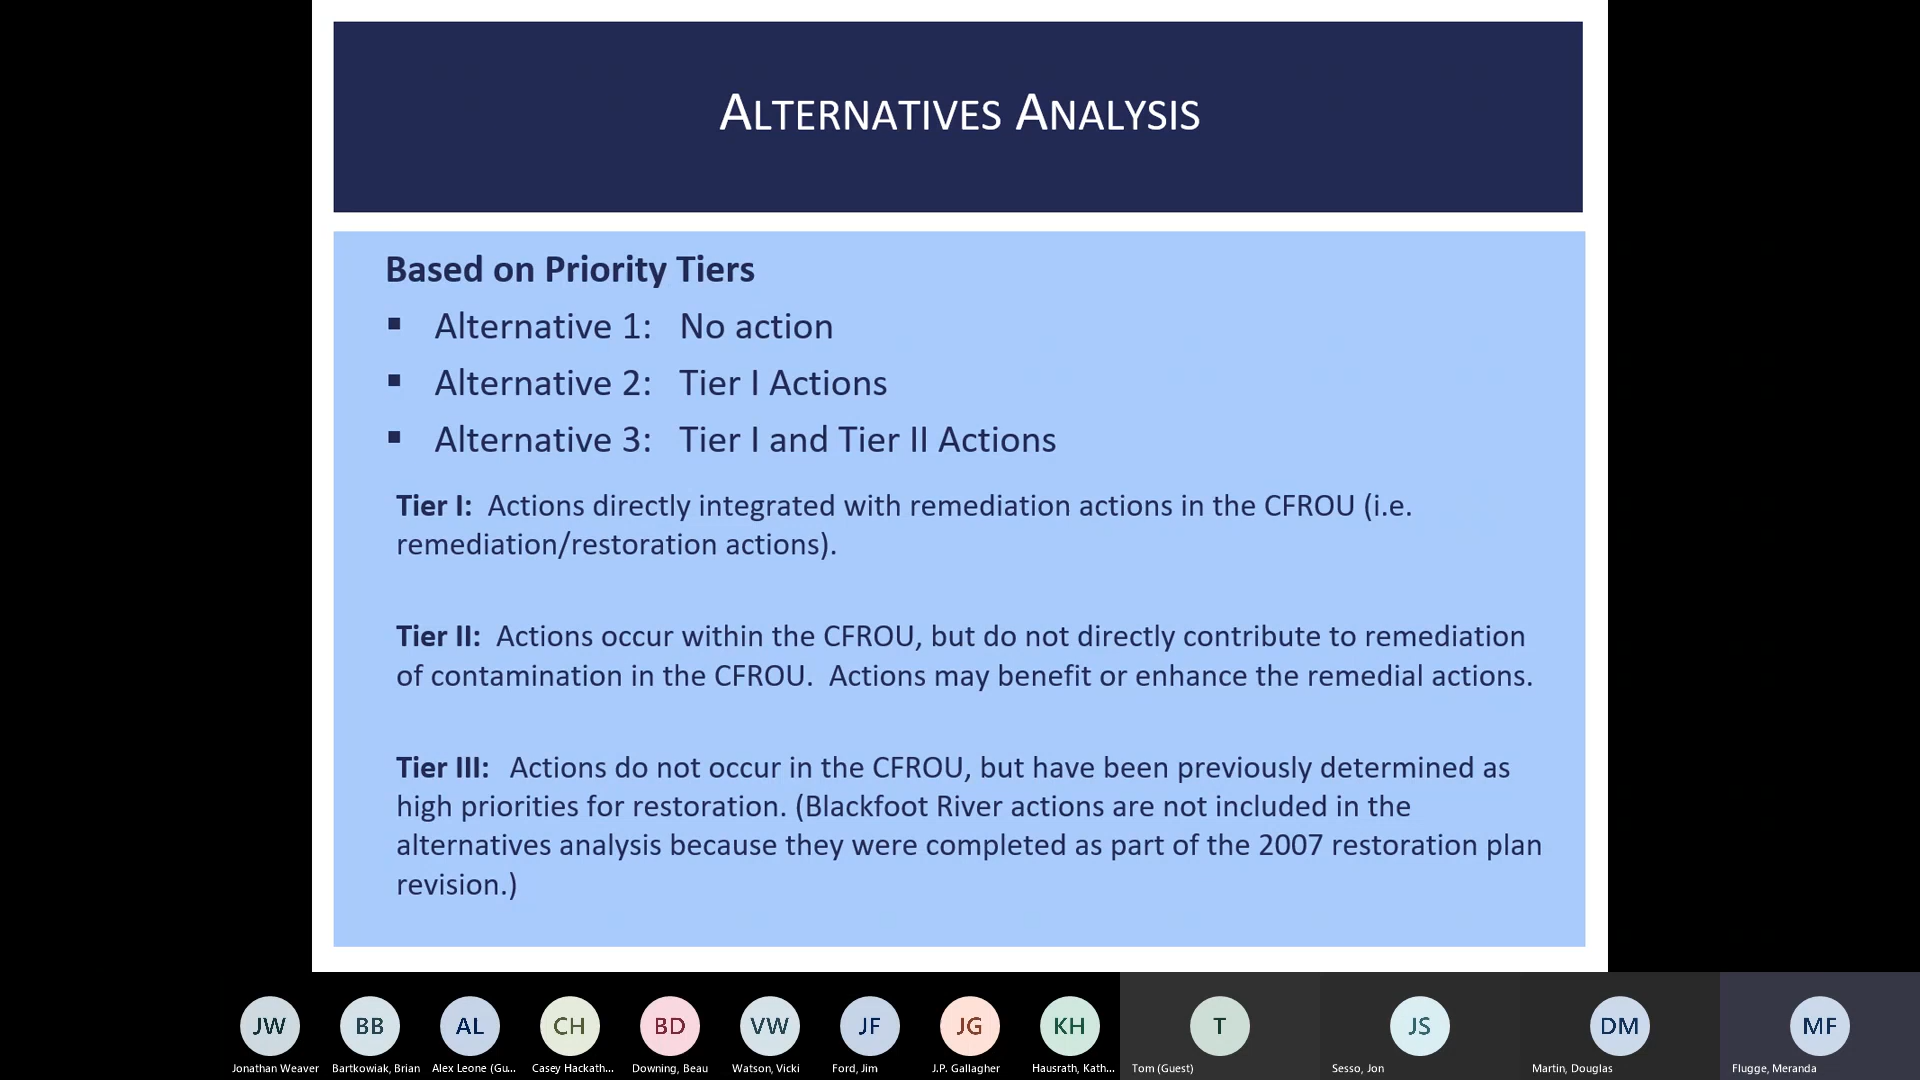 ALTERNATIVES ANALYSIS
Based on Priority Tiers
▪ Alternative 1: No action
▪ Alternative 2: Tier I Actions
▪ Alternative 3: Tier I and Tier II Actions
Tier I: Actions directly integrated with remediation actions in the CFROU (i.e.
remediation/restoration actions).
Tier II: Actions occur within the CFROU, but do not directly contribute to remediation
of contamination in the CFROU. Actions may benefit or enhance the remedial actions.
Tier III: Actions do not occur in the CFROU, but have been previously determined as
high priorities for restoration. (Blackfoot River actions are not included in the
alternatives analysis because they were completed as part of the 2007 restoration plan
revision.)
JW BB AL CH BD VW JF JG KH T JS DM MF
Jonathan Weaver Bartkowiak, Brian Alex Leone (Gu... Casey Hackath... Downing, Beau Watson, Vicki Ford, Jim J.P. Gallagher Hausrath, Kath... Tom (Guest) Sesso, Jon Martin, Douglas Flugge, Meranda